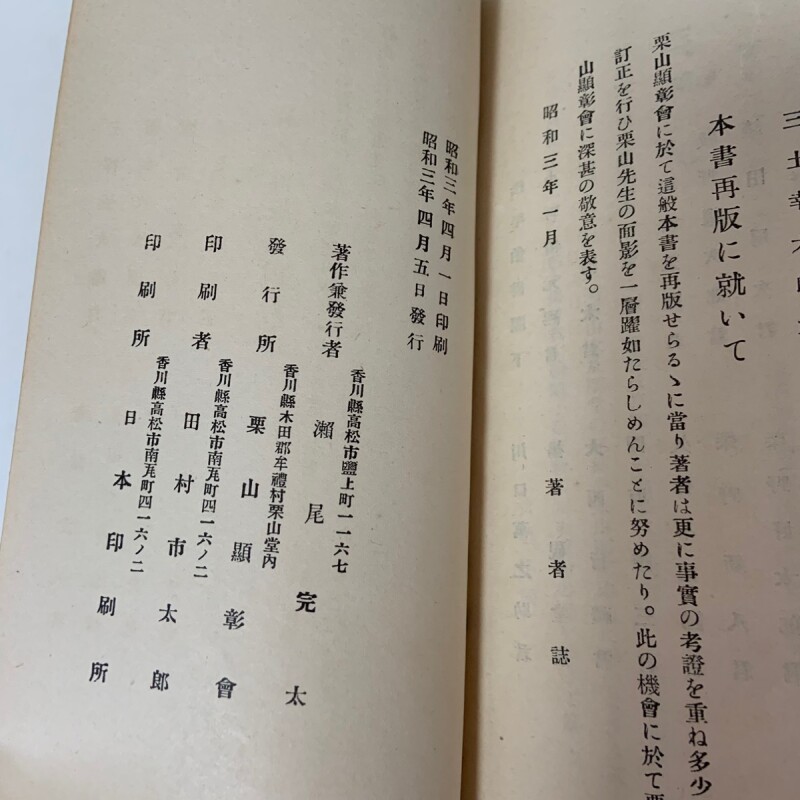 本書再版に就いて
栗山顯彰會に於て這般本書を再版せらるゝに當り著者は更に事實の考證を重ね多少
訂正を行ひ栗山先生の面影を一層躍如たらしめんことに努めたり。此の機會に於て栗
山顯彰會に深甚の敬意を表す。
昭和三年一月
著者誌
昭和三年四月一日印刷
昭和三年四月五日發行
香川縣高松市鹽上町一一六七
著作兼發行者 瀬尾完太
香川縣木田郡牟禮村栗山堂內
發行所 栗山顯彰會
香川縣高松市南瓦町四一六ノ二
印刷者 田村市太郎
香川縣高松市南瓦町四一六ノ二
印刷所 日本印刷所